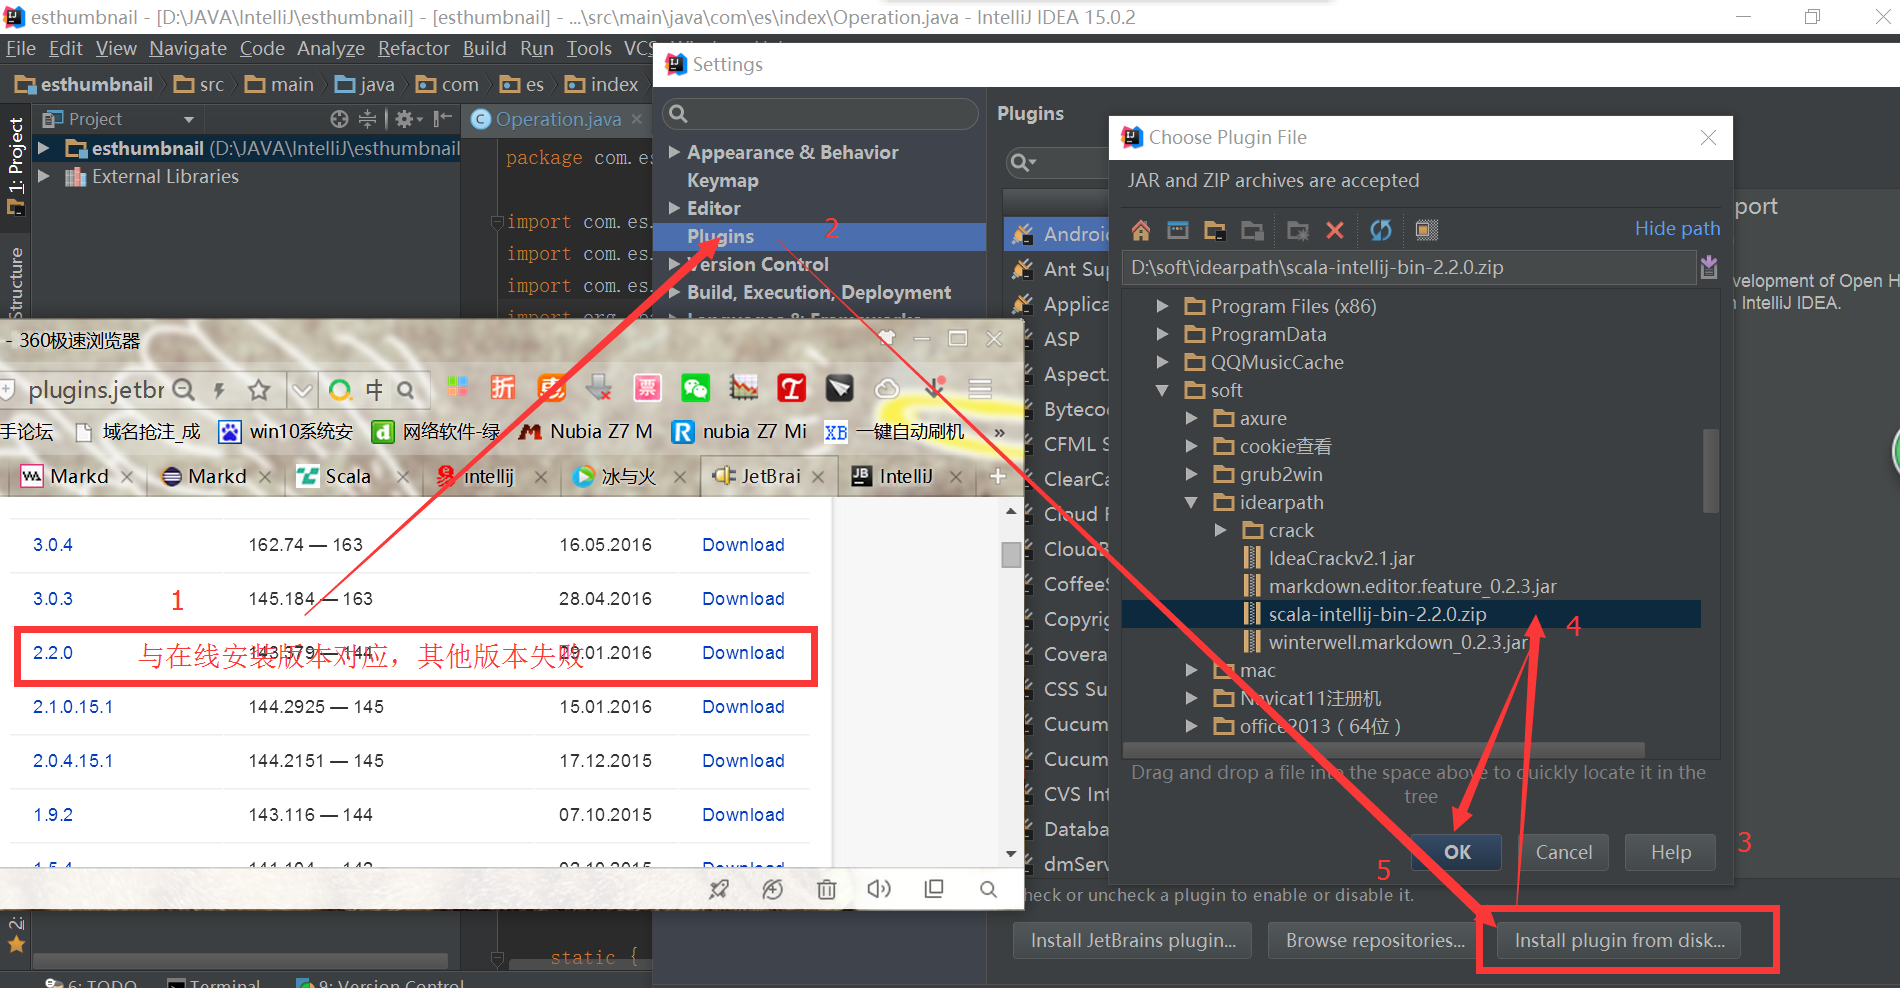 esthumbnail - [D:\JAVA\IntelliJ\esthumbnail] - [esthumbnail] - ...\src\main\java\com\es\index\Operation.java - IntelliJ IDEA 15.0.2
File Edit View Navigate Code Analyze Refactor Build Run Tools VCS
esthumbnail src main java com es index
1: Project
Structure
Project
esthumbnail (D:\JAVA\IntelliJ\esthumbnail
External Libraries
Operation.java
package com.es
import com.es.
import com.es.
import com.es.
static {
Settings
Appearance & Behavior
Keymap
Editor
Plugins
2
Version Control
Build, Execution, Deployment
Plugins
Androi
Ant Sup
Applica
ASP
Aspect.
Byteco
CFML S
ClearCa
Cloud F
CloudB
CoffeeS
Copyrig
Covera
CSS Su
Cucum
Cucum
CVS Int
Databa
dmServ
port
velopment of Open H
IntelliJ IDEA.
heck or uncheck a plugin to enable or disable it.
Install JetBrains plugin...
Browse repositories...
Install plugin from disk...
Choose Plugin File
JAR and ZIP archives are accepted
Hide path
D:\soft\idearpath\scala-intellij-bin-2.2.0.zip
Program Files (x86)
ProgramData
QQMusicCache
soft
axure
cookie查看
grub2win
idearpath
crack
IdeaCrackv2.1.jar
markdown.editor.feature_0.2.3.jar
scala-intellij-bin-2.2.0.zip
4
winterwell.markdown_0.2.3.jar
mac
Navicat11注册机
office2013（64位）
Drag and drop a file into the space above to quickly locate it in the
tree
OK
Cancel
Help
3
5
- 360极速浏览器
plugins.jetbr
手论坛 域名抢注_成 win10系统安 网络软件-绿 Nubia Z7 M nubia Z7 Mi 一键自动刷机 »
Markd Markd Scala intellij 冰与火 JetBrai IntelliJ
3.0.4 162.74 — 163 16.05.2016 Download
3.0.3 145.184 — 163 28.04.2016 Download
1
2.2.0 143.379 — 144 09.01.2016 Download
与在线安装版本对应，其他版本失败
2.1.0.15.1 144.2925 — 145 15.01.2016 Download
2.0.4.15.1 144.2151 — 145 17.12.2015 Download
1.9.2 143.116 — 144 07.10.2015 Download
2:
6: TODO Terminal 9: Version Control